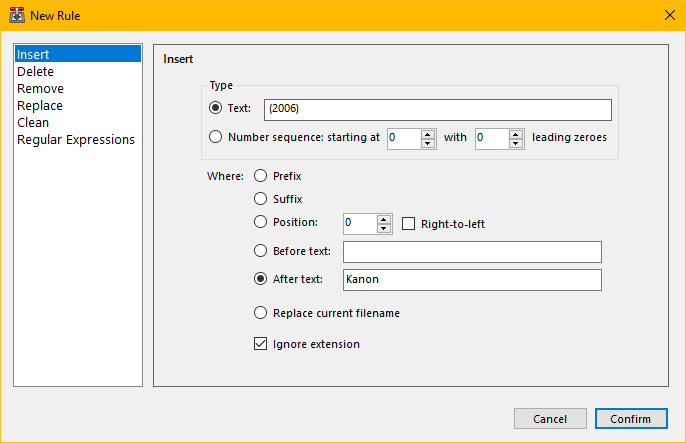 New Rule
Insert
Delete
Remove
Replace
Clean
Regular Expressions
Insert
Type
Text: (2006)
Number sequence: starting at 0 with 0 leading zeroes
Where: Prefix
Suffix
Position: 0 Right-to-left
Before text:
After text: Kanon
Replace current filename
Ignore extension
Cancel Confirm